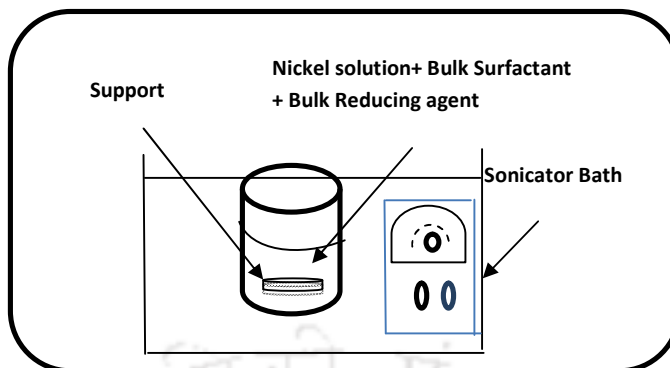 Nickel solution+ Bulk Surfactant
+ Bulk Reducing agent
Support
Sonicator Bath